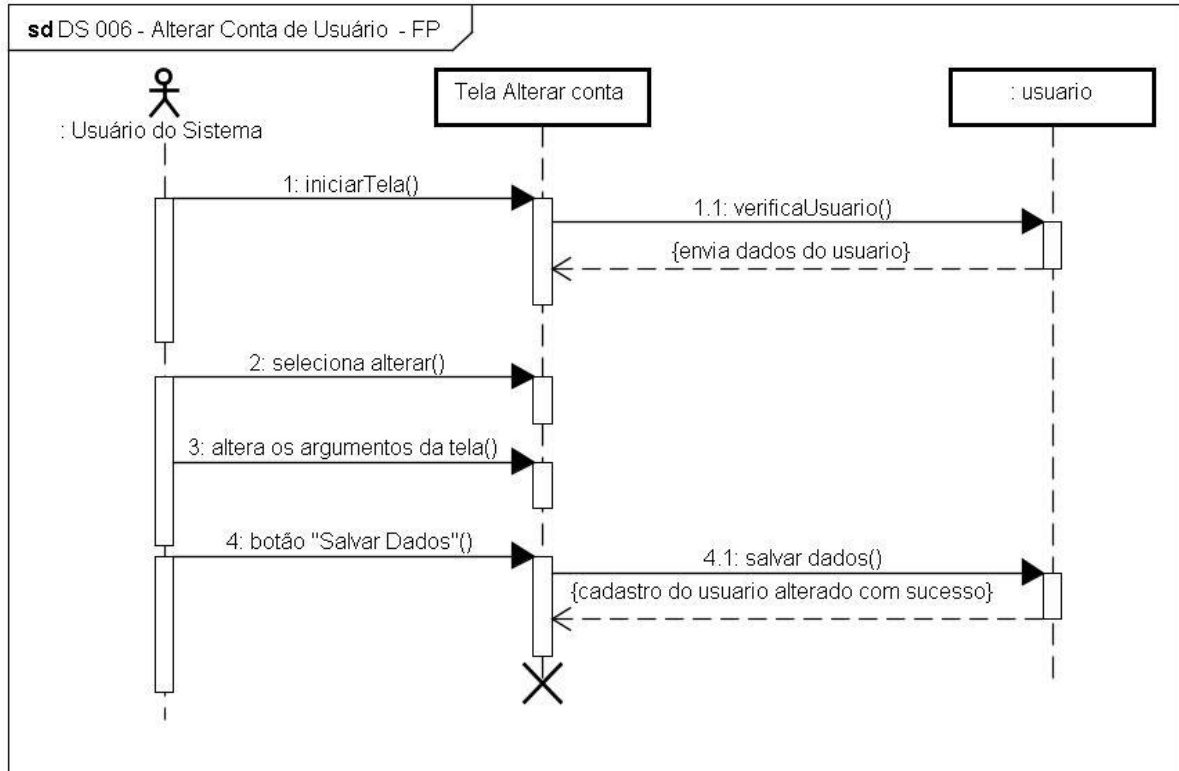 sd DS 006 - Alterar Conta de Usuário - FP
: Usuário do Sistema
Tela Alterar conta
: usuario
1: iniciarTela()
1.1: verificaUsuario()
{envia dados do usuario}
2: seleciona alterar()
3: altera os argumentos da tela()
4: botão "Salvar Dados"()
4.1: salvar dados()
{cadastro do usuario alterado com sucesso}